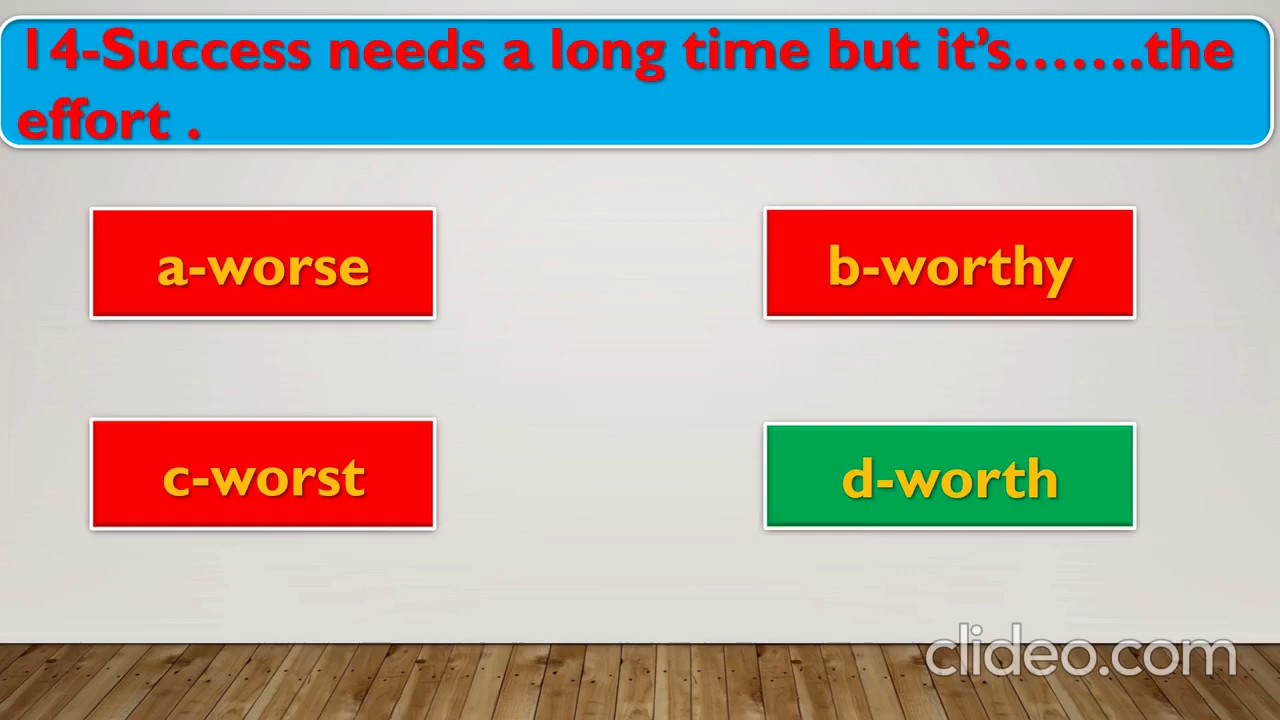 14-Success needs a long time but it’s.......the
effort .
a-worse
b-worthy
c-worst
d-worth
clideo.com